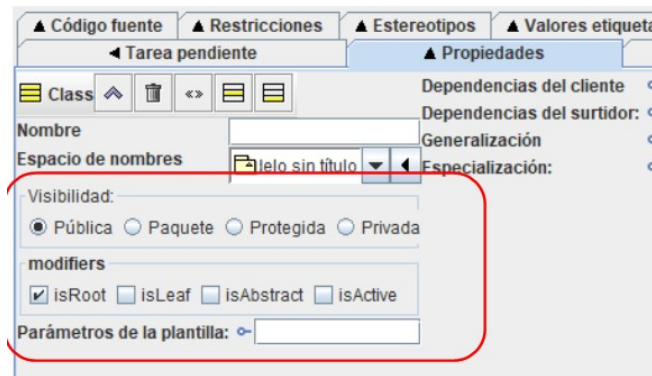 Código fuente Restricciones Estereotipos Valores
Tarea pendiente Propiedades
Class
Dependencias del cliente
Dependencias del surtidor:
Nombre
Generalización
Espacio de nombres lelo sin título
Especialización:
Visibilidad:
Pública Paquete Protegida Privada
modifiers
isRoot isLeaf isAbstract isActive
Parámetros de la plantilla: